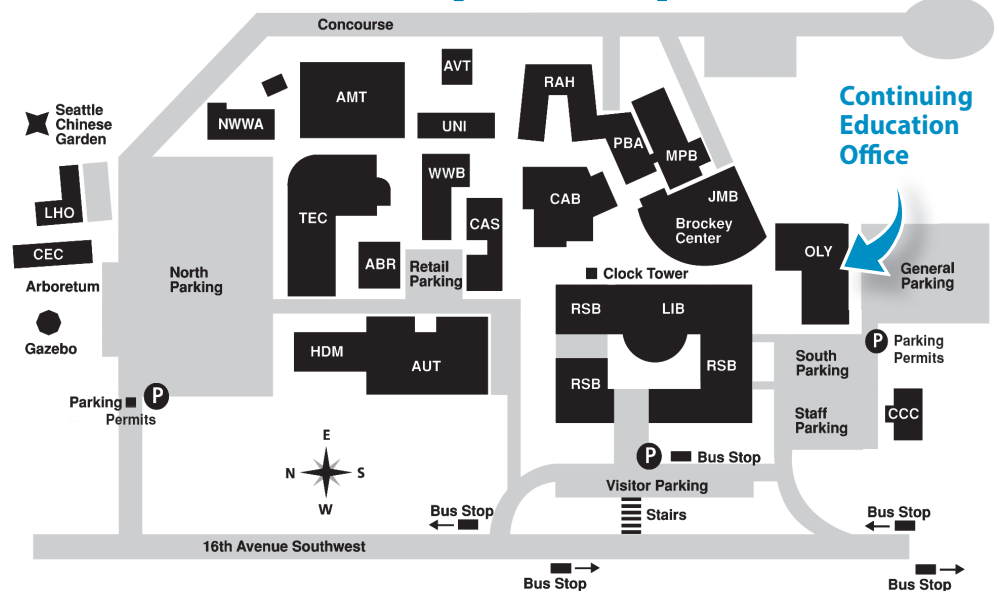 Concourse
AVT
RAH
AMT
Seattle
Chinese
Garden
NWWA
UNI
Continuing
Education
Office
PBA
MPB
WWB
CAB
JMB
LHO
TEC
CAS
Brockey
Center
CEC
OLY
ABR
Retail
Parking
North
Parking
Clock Tower
General
Parking
Arboretum
RSB
LIB
Gazebo
HDM
AUT
RSB
RSB
P
Parking
Permits
South
Parking
Parking
Permits
P
Staff
Parking
CCC
E
N
S
W
P
Bus Stop
Visitor Parking
Bus Stop
Stairs
Bus Stop
16th Avenue Southwest
Bus Stop
Bus Stop